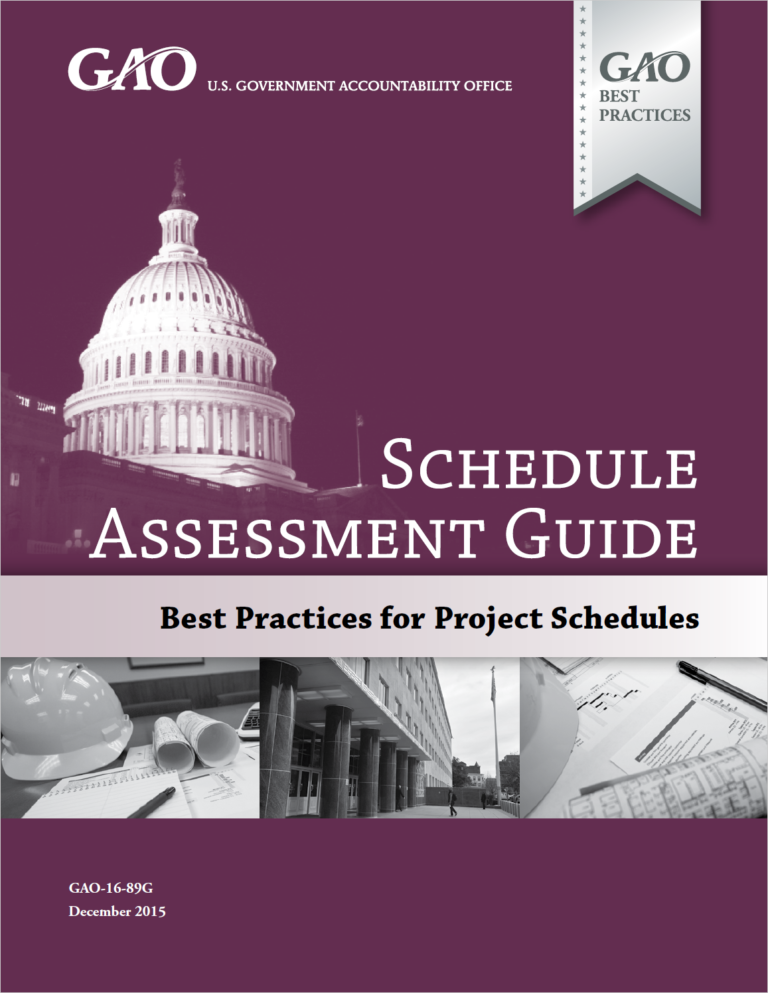 GAO
U.S. GOVERNMENT ACCOUNTABILITY OFFICE
GAO
BEST
PRACTICES
SCHEDULE
ASSESSMENT GUIDE
Best Practices for Project Schedules
GAO-16-89G
December 2015